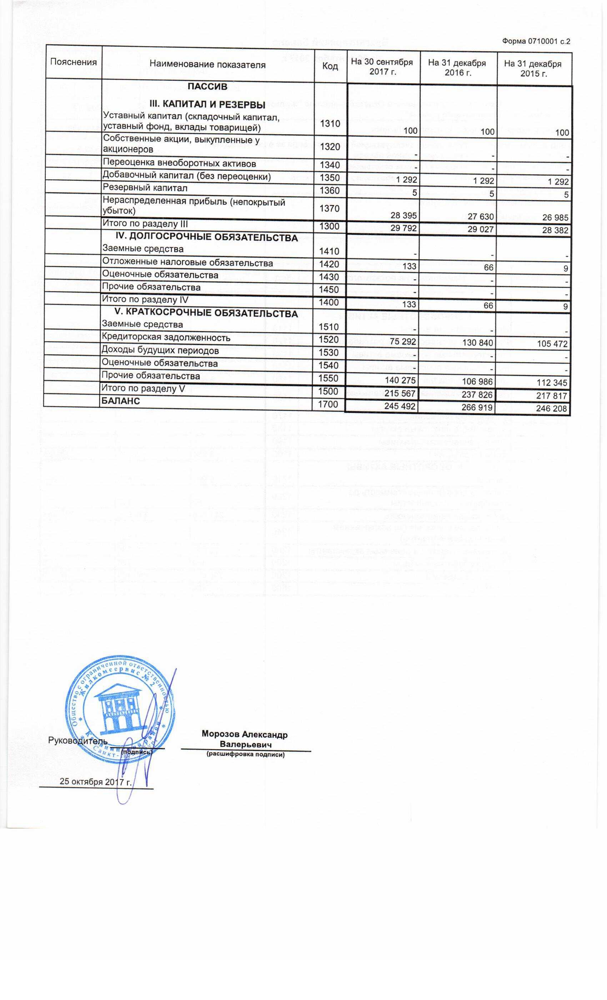 Форма 0710001 с.2
Пояснения Наименование показателя Код На 30 сентября 2017 г. На 31 декабря 2016 г. На 31 декабря 2015 г.
ПАССИВ
III. КАПИТАЛ И РЕЗЕРВЫ
Уставный капитал (складочный капитал,
уставный фонд, вклады товарищей) 1310 100 100 100
Собственные акции, выкупленные у
акционеров 1320 - - -
Переоценка внеоборотных активов 1340 - - -
Добавочный капитал (без переоценки) 1350 1 292 1 292 1 292
Резервный капитал 1360 5 5 5
Нераспределенная прибыль (непокрытый
убыток) 1370 28 395 27 630 26 985
Итого по разделу III 1300 29 792 29 027 28 382
IV. ДОЛГОСРОЧНЫЕ ОБЯЗАТЕЛЬСТВА
Заемные средства 1410 - - -
Отложенные налоговые обязательства 1420 133 66 9
Оценочные обязательства 1430 - - -
Прочие обязательства 1450 - - -
Итого по разделу IV 1400 133 66 9
V. КРАТКОСРОЧНЫЕ ОБЯЗАТЕЛЬСТВА
Заемные средства 1510 - - -
Кредиторская задолженность 1520 75 292 130 840 105 472
Доходы будущих периодов 1530 - - -
Оценочные обязательства 1540 - - -
Прочие обязательства 1550 140 275 106 986 112 345
Итого по разделу V 1500 215 567 237 826 217 817
БАЛАНС 1700 245 492 266 919 246 208
Общество с ограниченной ответственностью
Жилкомсервис № 2
район
Санкт-
Руководитель
(подпись)
Морозов Александр
Валерьевич
(расшифровка подписи)
25 октября 2017 г.